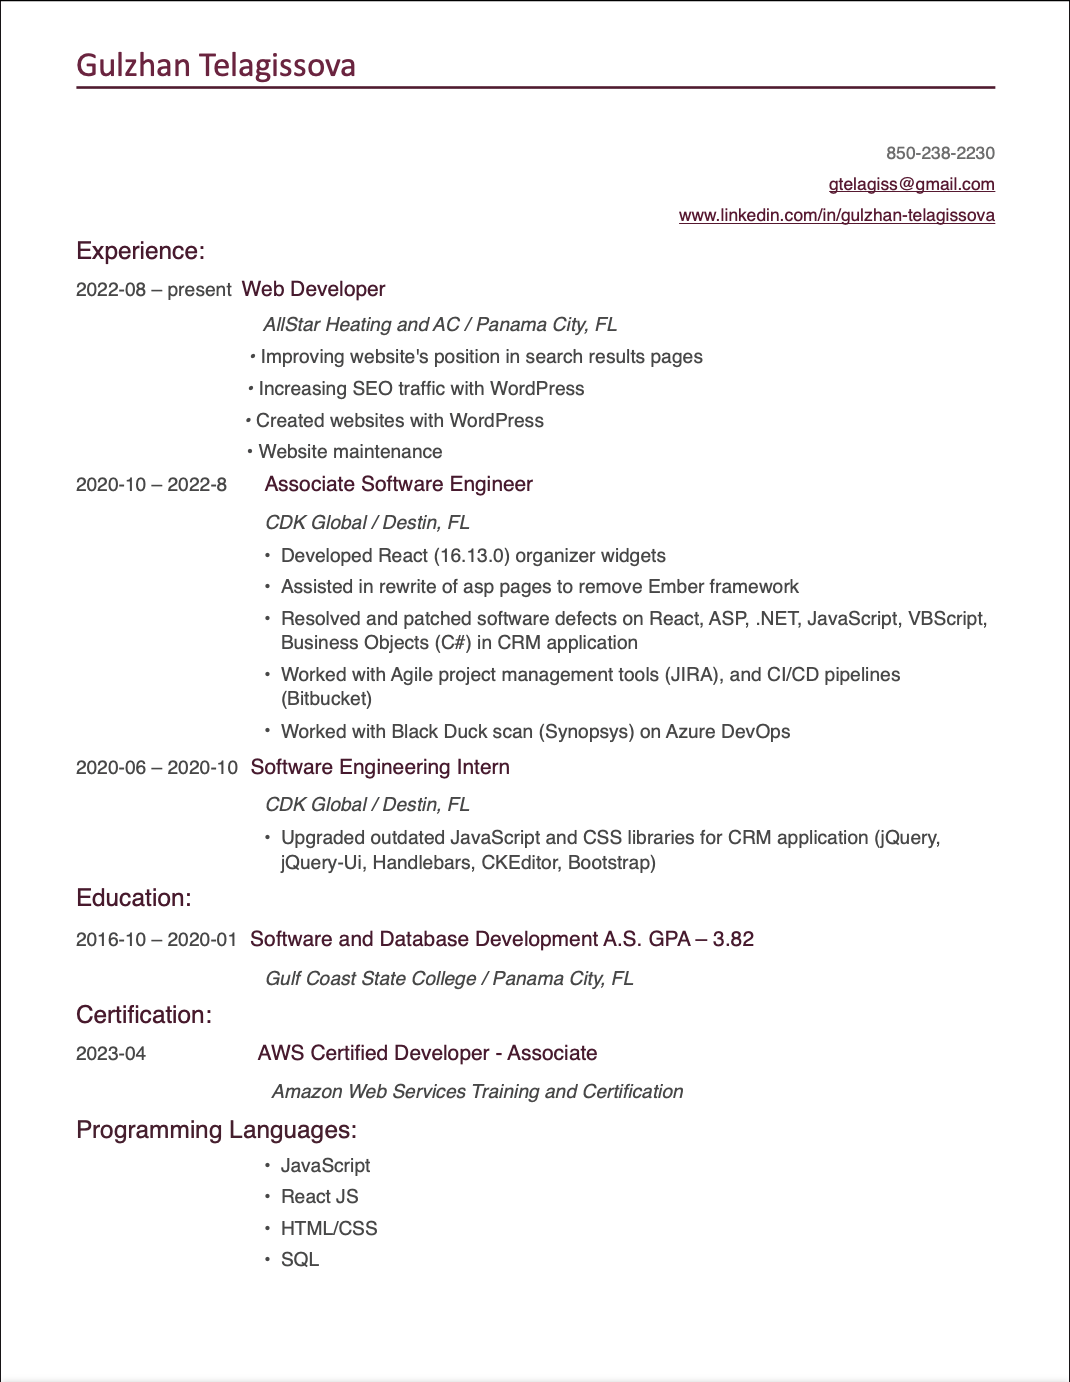 Gulzhan Telagissova
850-238-2230
gtelagiss@gmail.com
www.linkedin.com/in/gulzhan-telagissova
Experience:
2022-08 – present Web Developer
AllStar Heating and AC / Panama City, FL
• Improving website's position in search results pages
• Increasing SEO traffic with WordPress
• Created websites with WordPress
• Website maintenance
2020-10 – 2022-8 Associate Software Engineer
CDK Global / Destin, FL
• Developed React (16.13.0) organizer widgets
• Assisted in rewrite of asp pages to remove Ember framework
• Resolved and patched software defects on React, ASP, .NET, JavaScript, VBScript,
Business Objects (C#) in CRM application
• Worked with Agile project management tools (JIRA), and CI/CD pipelines
(Bitbucket)
• Worked with Black Duck scan (Synopsys) on Azure DevOps
2020-06 – 2020-10 Software Engineering Intern
CDK Global / Destin, FL
• Upgraded outdated JavaScript and CSS libraries for CRM application (jQuery,
jQuery-Ui, Handlebars, CKEditor, Bootstrap)
Education:
2016-10 – 2020-01 Software and Database Development A.S. GPA – 3.82
Gulf Coast State College / Panama City, FL
Certification:
2023-04 AWS Certified Developer - Associate
Amazon Web Services Training and Certification
Programming Languages:
• JavaScript
• React JS
• HTML/CSS
• SQL